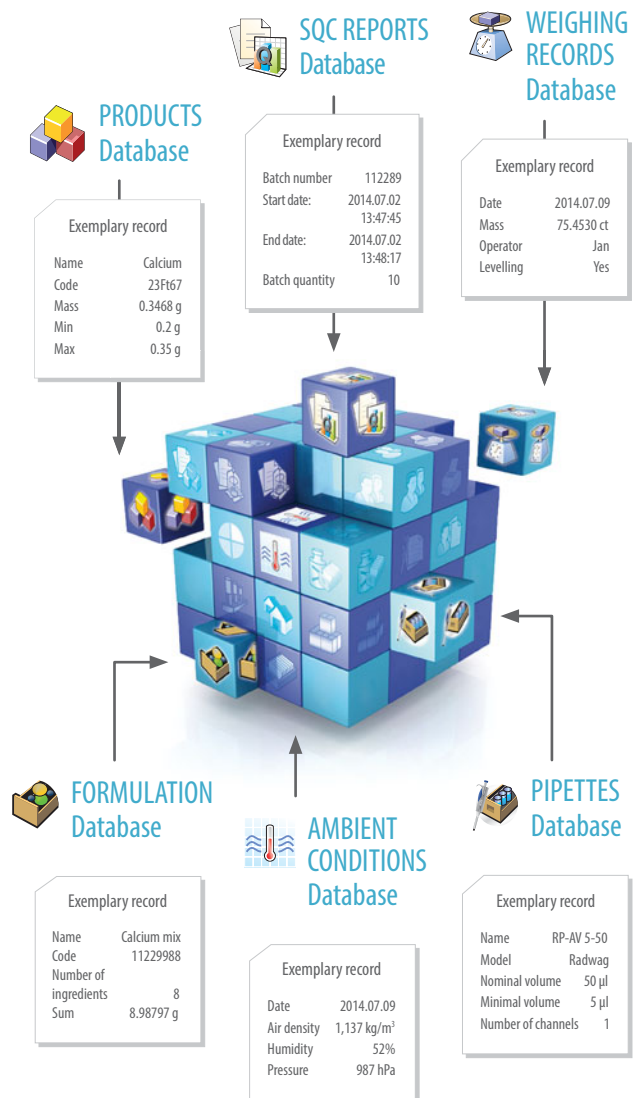 SQC REPORTS
Database
WEIGHING
RECORDS
Database
PRODUCTS
Database
Exemplary record
Batch number 112289
Start date: 2014.07.02
13:47:45
End date: 2014.07.02
13:48:17
Batch quantity 10
Exemplary record
Date 2014.07.09
Mass 75.4530 ct
Operator Jan
Levelling Yes
Exemplary record
Name Calcium
Code 23Ft67
Mass 0.3468 g
Min 0.2 g
Max 0.35 g
FORMULATION
Database
AMBIENT
CONDITIONS
Database
PIPETTES
Database
Exemplary record
Name Calcium mix
Code 11229988
Number of
ingredients 8
Sum 8.98797 g
Exemplary record
Date 2014.07.09
Air density 1,137 kg/m³
Humidity 52%
Pressure 987 hPa
Exemplary record
Name RP-AV 5-50
Model Radwag
Nominal volume 50 µl
Minimal volume 5 µl
Number of channels 1